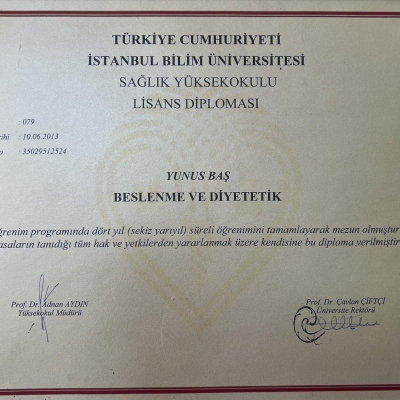 TÜRKİYE CUMHURİYETİ
İSTANBUL BİLİM ÜNİVERSİTESİ
SAĞLIK YÜKSEKOKULU
LİSANS DİPLOMASI
: 079
: 10.06.2013
: 35029512524
YUNUS BAŞ
BESLENME VE DİYETETİK
programında dört yıl (sekiz yarıyıl) süreli öğrenimini tamamlayarak mezun olmuştur
tanıdığı tüm hak ve yetkilerden yararlanmak üzere kendisine bu diploma verilmiştir
Prof. Dr. Adnan AYDIN
Yüksekokul Müdürü
Prof. Dr. Çavlan ÇİFTÇİ
Üniversite Rektörü